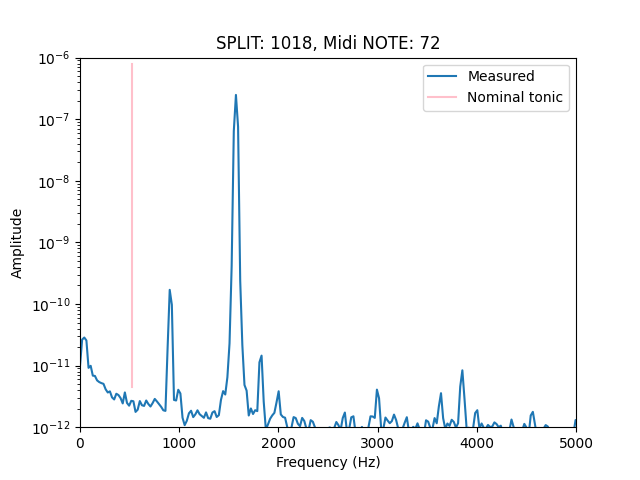 SPLIT: 1018, Midi NOTE: 72
Measured
Nominal tonic
Amplitude
10⁻⁶
10⁻⁷
10⁻⁸
10⁻⁹
10⁻¹⁰
10⁻¹¹
10⁻¹²
0 1000 2000 3000 4000 5000
Frequency (Hz)